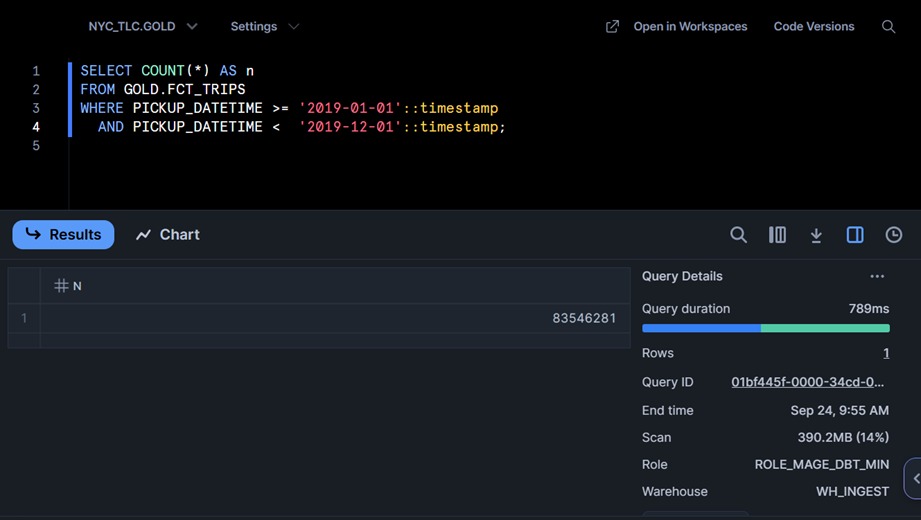 NYC_TLC.GOLD Settings Open in Workspaces Code Versions
1 SELECT COUNT(*) AS n
2 FROM GOLD.FCT_TRIPS
3 WHERE PICKUP_DATETIME >= '2019-01-01'::timestamp
4 AND PICKUP_DATETIME < '2019-12-01'::timestamp;
5
Results Chart
# N
1 83546281
Query Details ...
Query duration 789ms
Rows 1
Query ID 01bf445f-0000-34cd-0...
End time Sep 24, 9:55 AM
Scan 390.2MB (14%)
Role ROLE_MAGE_DBT_MIN
Warehouse WH_INGEST